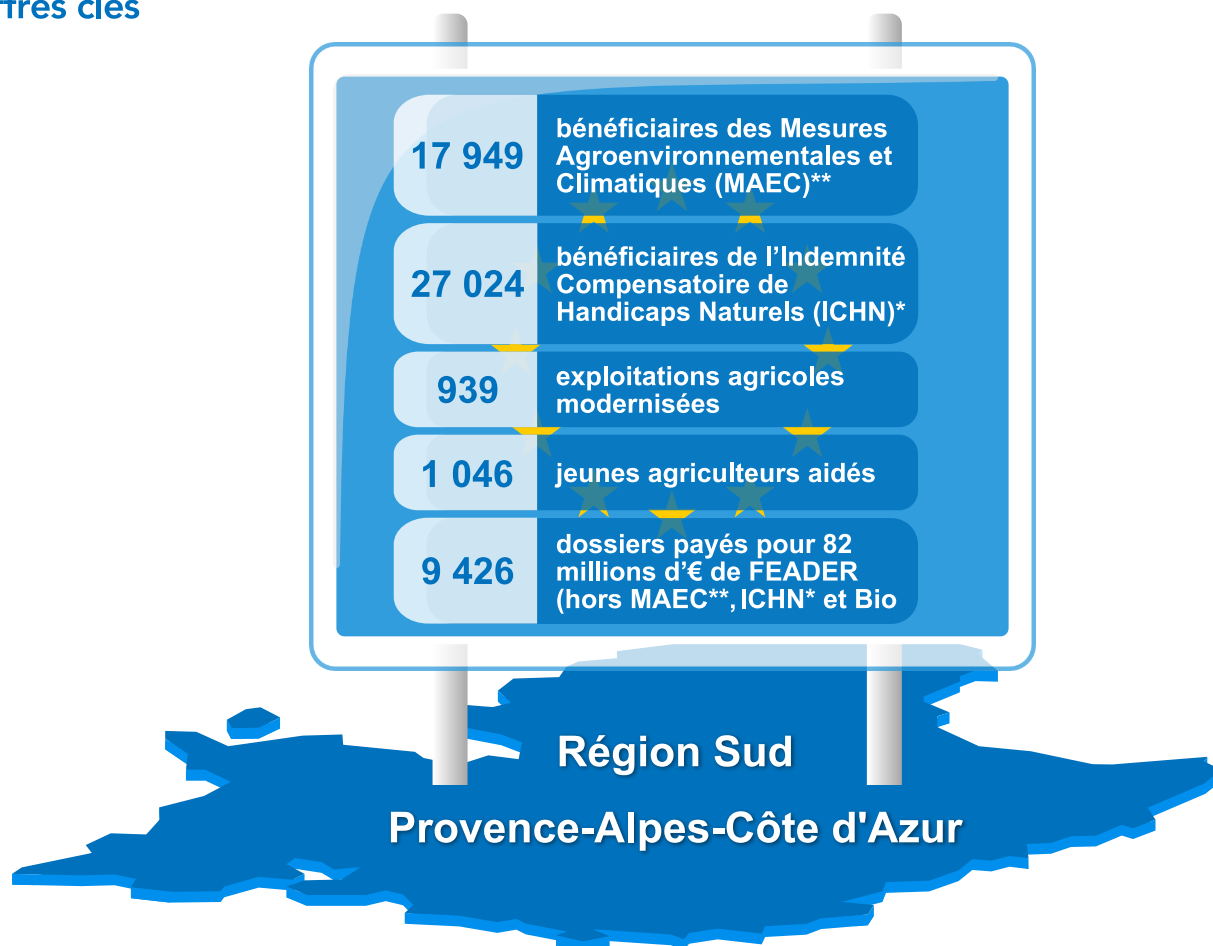 clés
17 949
bénéficiaires des Mesures
Agroenvironnementales et
Climatiques (MAEC)**
27 024
bénéficiaires de l’Indemnité
Compensatoire de
Handicaps Naturels (ICHN)*
939
exploitations agricoles
modernisées
1 046
jeunes agriculteurs aidés
9 426
dossiers payés pour 82
millions d’€ de FEADER
(hors MAEC**, ICHN* et Bio
Région Sud
Provence-Alpes-Côte d'Azur